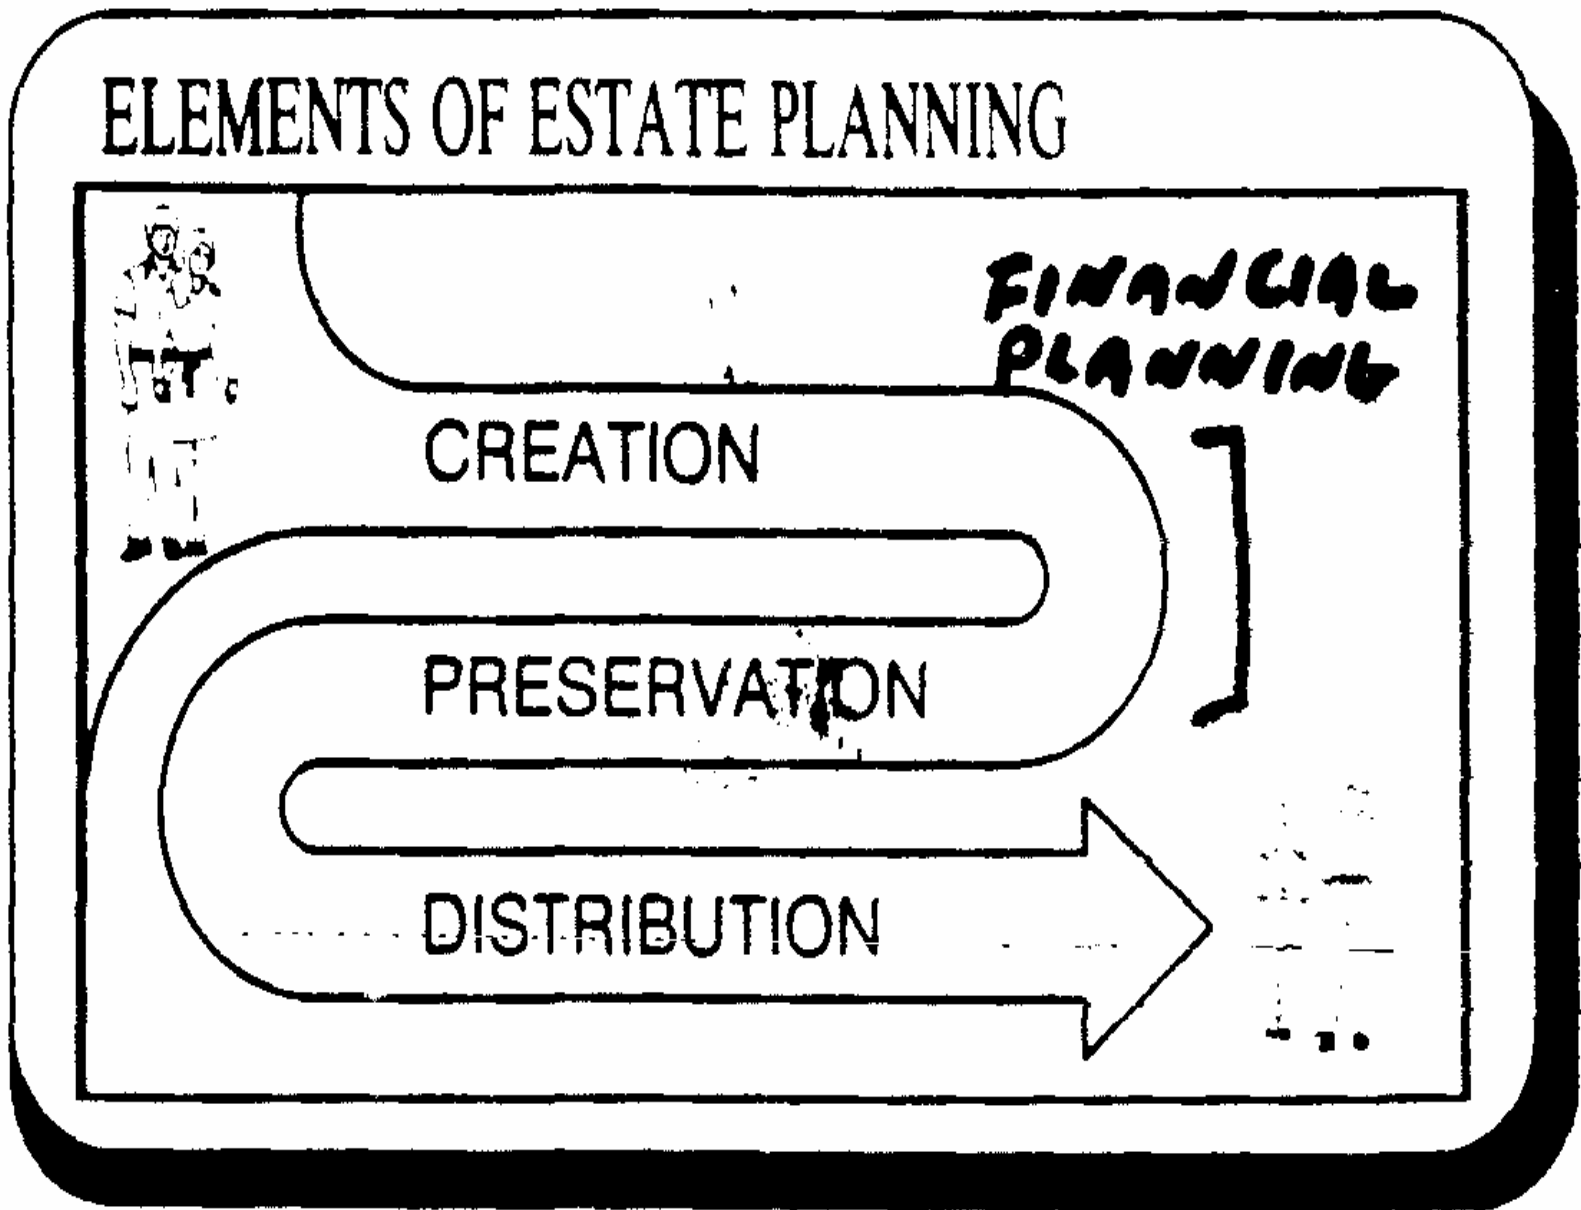 ELEMENTS OF ESTATE PLANNING
FINANCIAL
PLANNING
CREATION
PRESERVATION
DISTRIBUTION